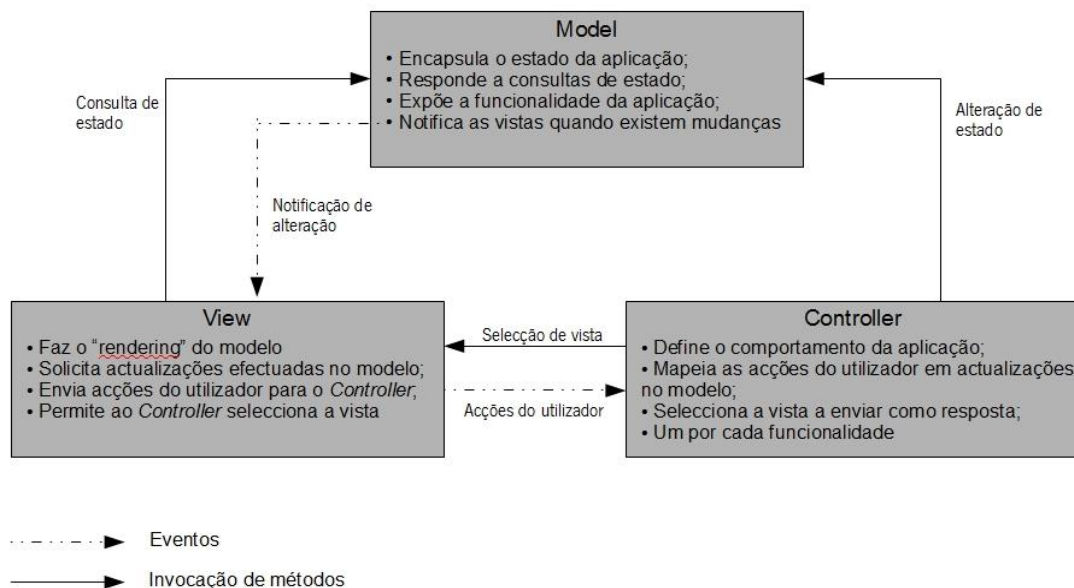 Model
• Encapsula o estado da aplicação;
• Responde a consultas de estado;
• Expõe a funcionalidade da aplicação;
• Notifica as vistas quando existem mudanças
Consulta de
estado
Alteração de
estado
Notificação de
alteração
View
• Faz o “rendering” do modelo
• Solicita actualizações efectuadas no modelo;
• Envia acções do utilizador para o Controller;
• Permite ao Controller selecciona a vista
Selecção de vista
Acções do utilizador
Controller
• Define o comportamento da aplicação;
• Mapeia as acções do utilizador em actualizações
no modelo;
• Selecciona a vista a enviar como resposta;
• Um por cada funcionalidade
Eventos
Invocação de métodos